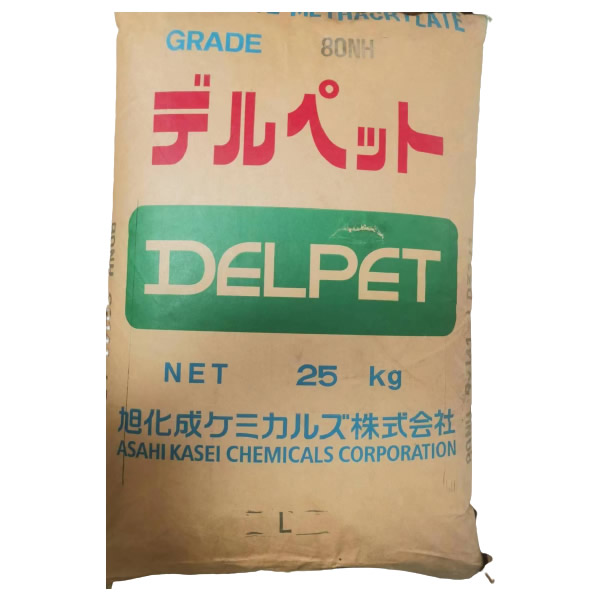 METHACRYLATE
GRADE 80NH
デルペット
DELPET
NET 25 kg
旭化成ケミカルズ株式会社
ASAHI KASEI CHEMICALS CORPORATION
L